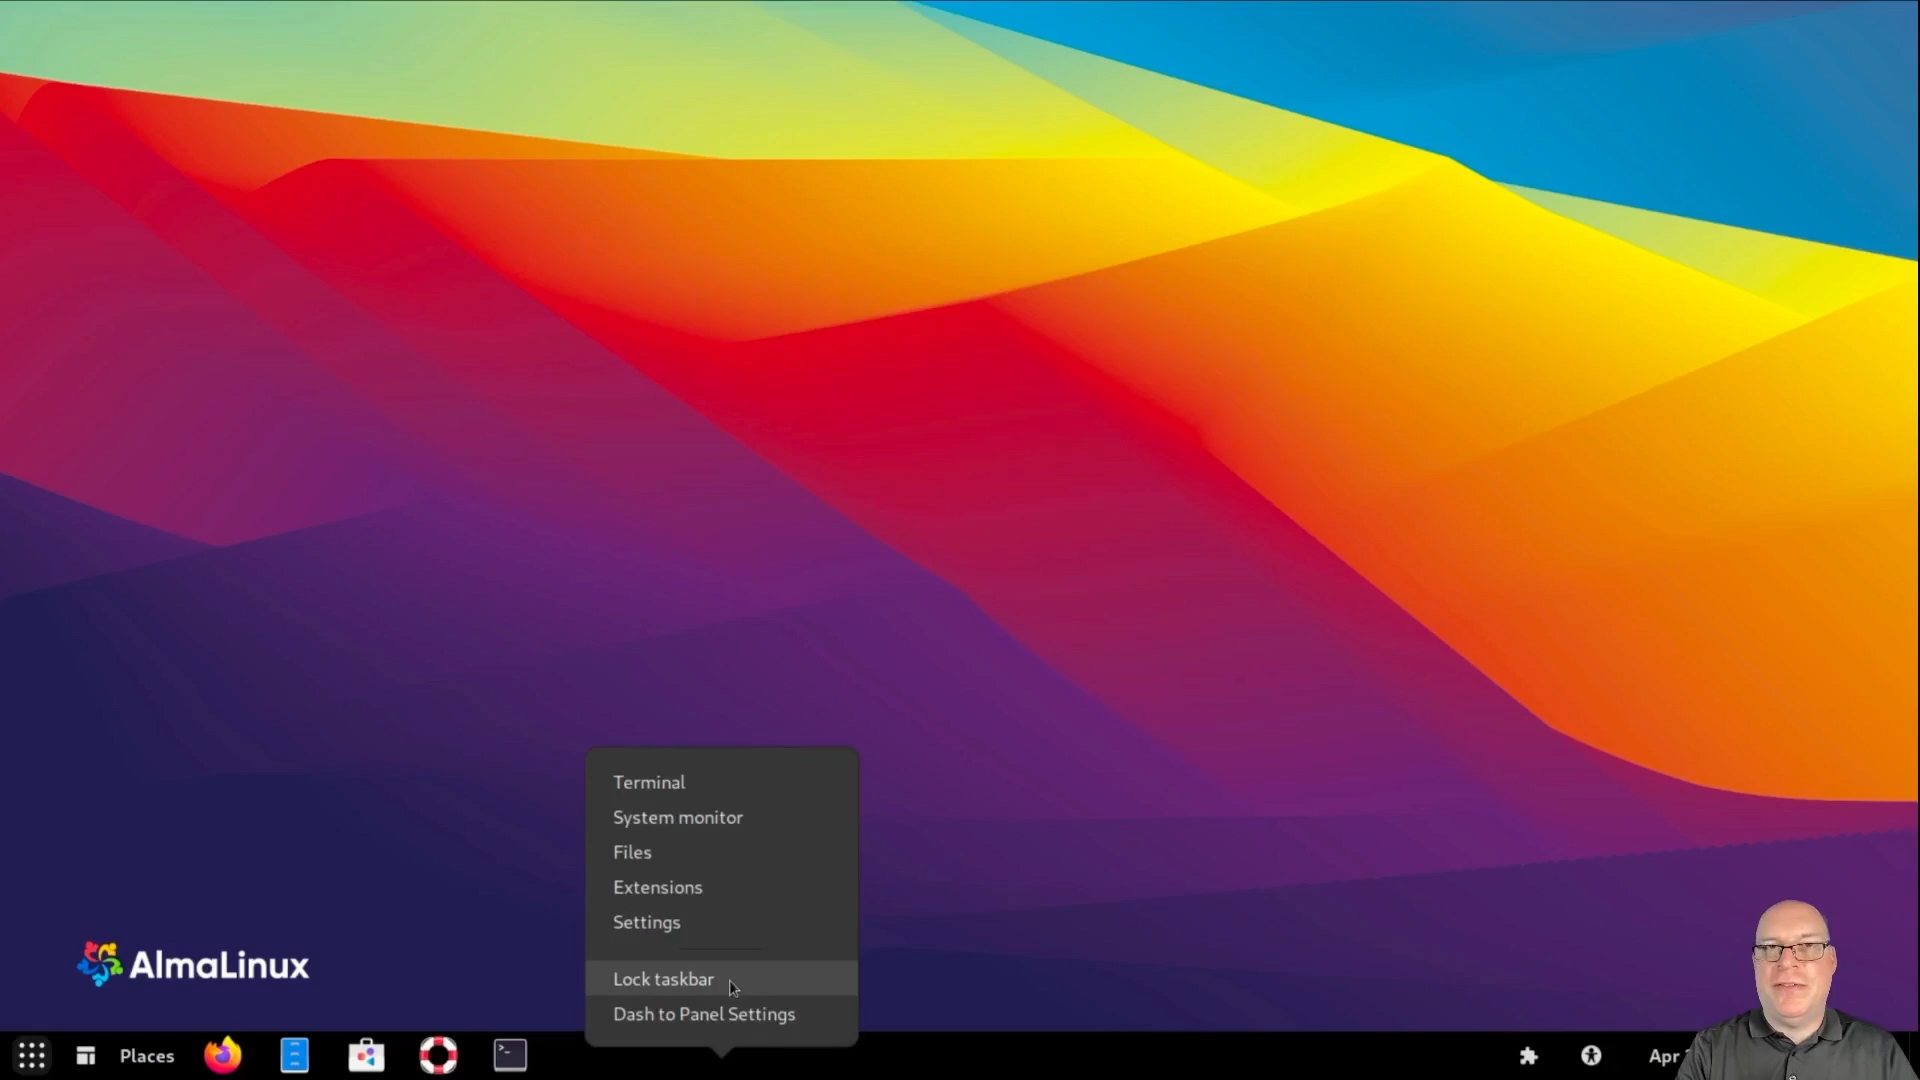 Terminal
System monitor
Files
Extensions
Settings
Lock taskbar
Dash to Panel Settings
AlmaLinux
Places
Apr